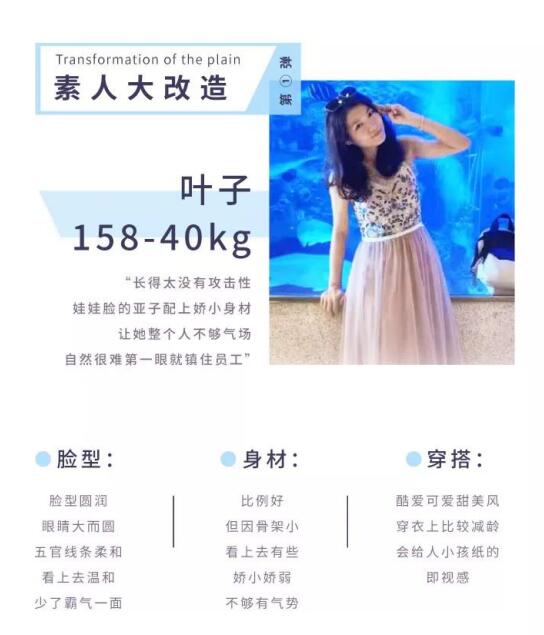 Transformation of the plain
素人大改造
第①弹
叶子
158-40kg
“长得太没有攻击性
娃娃脸的亚子配上娇小身材
让她整个人不够气场
自然很难第一眼就镇住员工”
脸型：
脸型圆润
眼睛大而圆
五官线条柔和
看上去温和
少了霸气一面
身材：
比例好
但因骨架小
看上去有些
娇小娇弱
不够有气势
穿搭：
酷爱可爱甜美风
穿衣上比较减龄
会给人小孩纸的
即视感